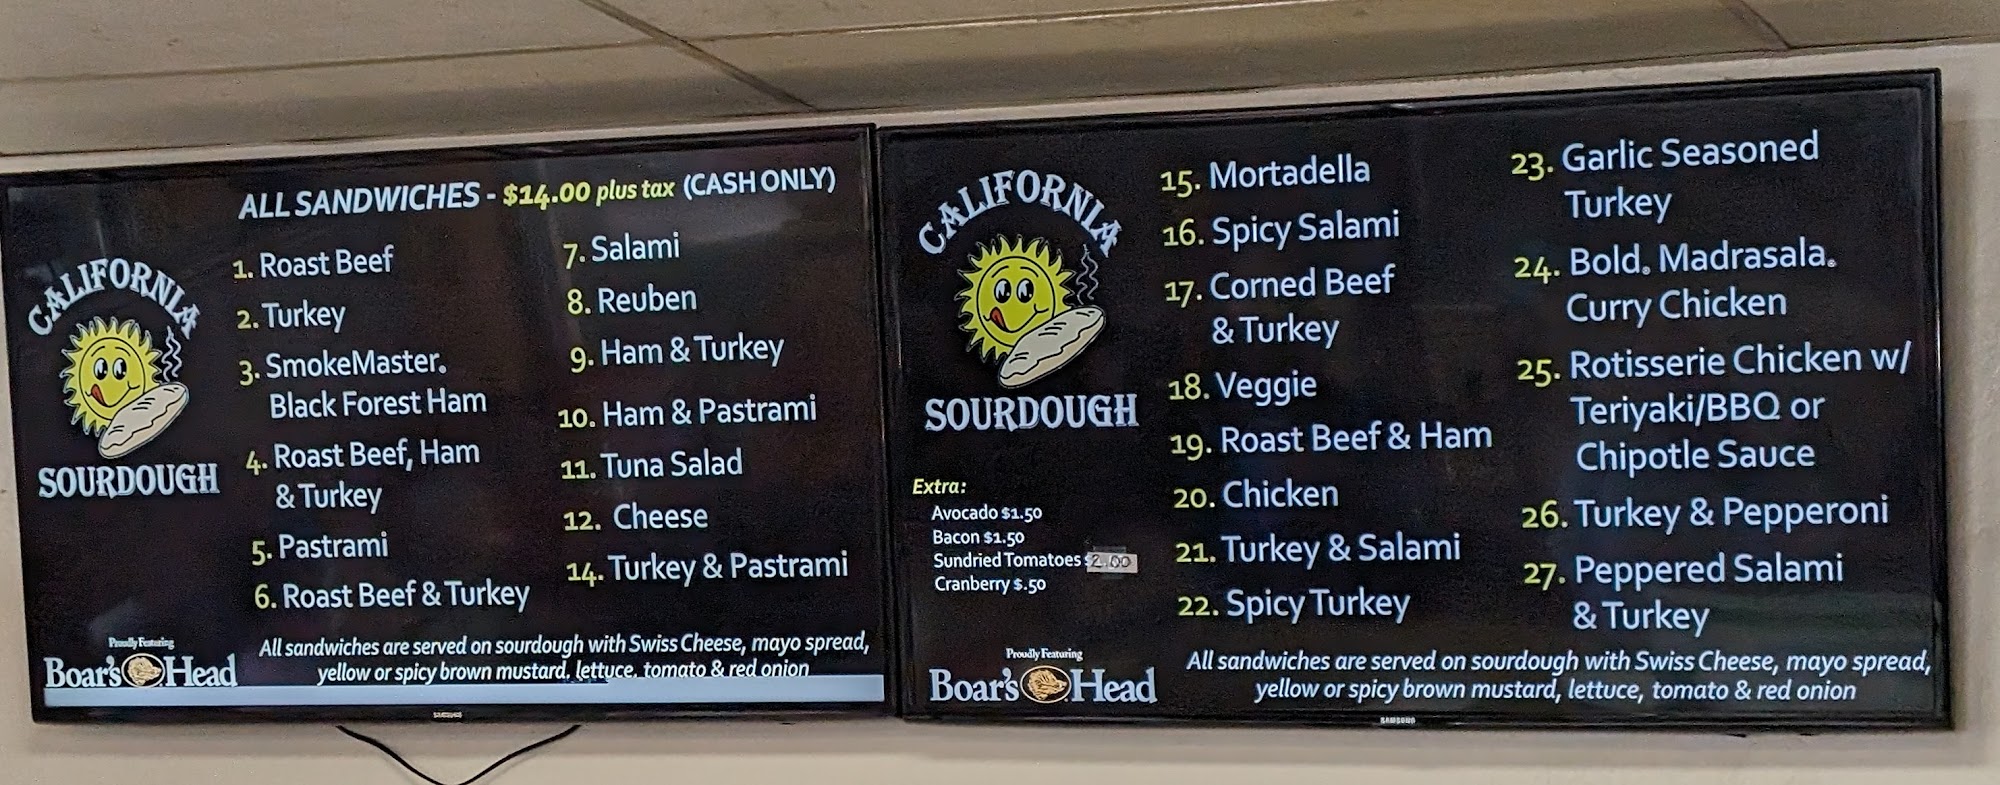 ALL SANDWICHES - $14.00 plus tax (CASH ONLY)
CALIFORNIA
SOURDOUGH
1. Roast Beef
2. Turkey
3. SmokeMaster®
Black Forest Ham
4. Roast Beef, Ham
& Turkey
5. Pastrami
6. Roast Beef & Turkey
7. Salami
8. Reuben
9. Ham & Turkey
10. Ham & Pastrami
11. Tuna Salad
12. Cheese
14. Turkey & Pastrami
Proudly Featuring
Boar's Head
All sandwiches are served on sourdough with Swiss Cheese, mayo spread,
yellow or spicy brown mustard, lettuce, tomato & red onion
SAMSUNG
CALIFORNIA
SOURDOUGH
Extra:
Avocado $1.50
Bacon $1.50
Sundried Tomatoes $2.00
Cranberry $.50
15. Mortadella
16. Spicy Salami
17. Corned Beef
& Turkey
18. Veggie
19. Roast Beef & Ham
20. Chicken
21. Turkey & Salami
22. Spicy Turkey
23. Garlic Seasoned
Turkey
24. Bold® Madrasala®
Curry Chicken
25. Rotisserie Chicken w/
Teriyaki/BBQ or
Chipotle Sauce
26. Turkey & Pepperoni
27. Peppered Salami
& Turkey
Proudly Featuring
Boar's Head
All sandwiches are served on sourdough with Swiss Cheese, mayo spread,
yellow or spicy brown mustard, lettuce, tomato & red onion
SAMSUNG